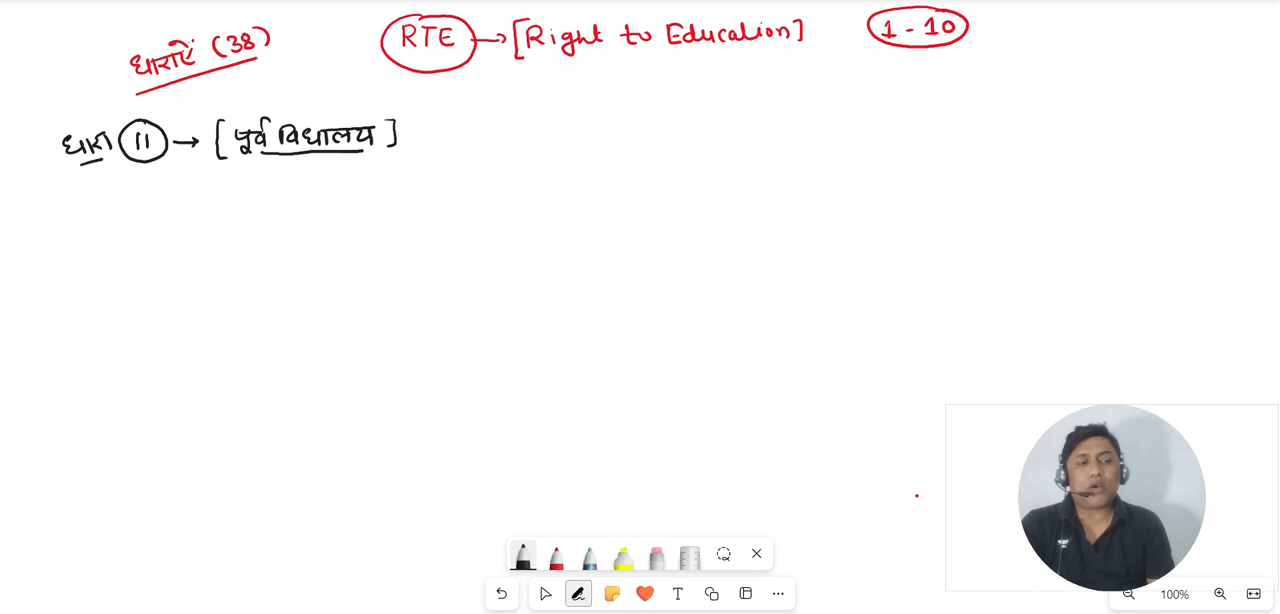 धाराऐं (38) RTE → [Right to Education] 1 - 10
धारा 11 → [पूर्व विधालय]
100%